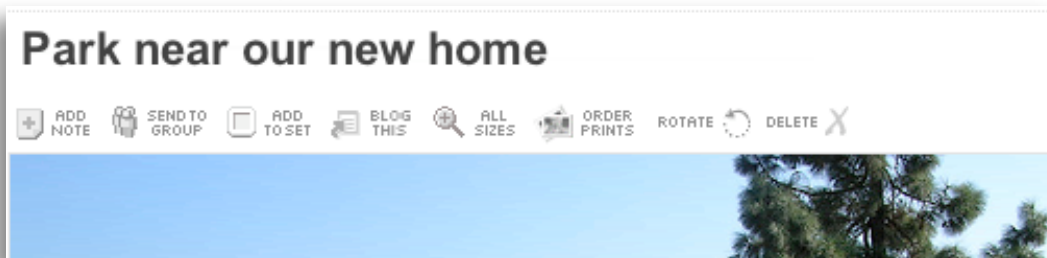 Park near our new home
ADD NOTE
SEND TO GROUP
ADD TO SET
BLOG THIS
ALL SIZES
ORDER PRINTS
ROTATE
DELETE